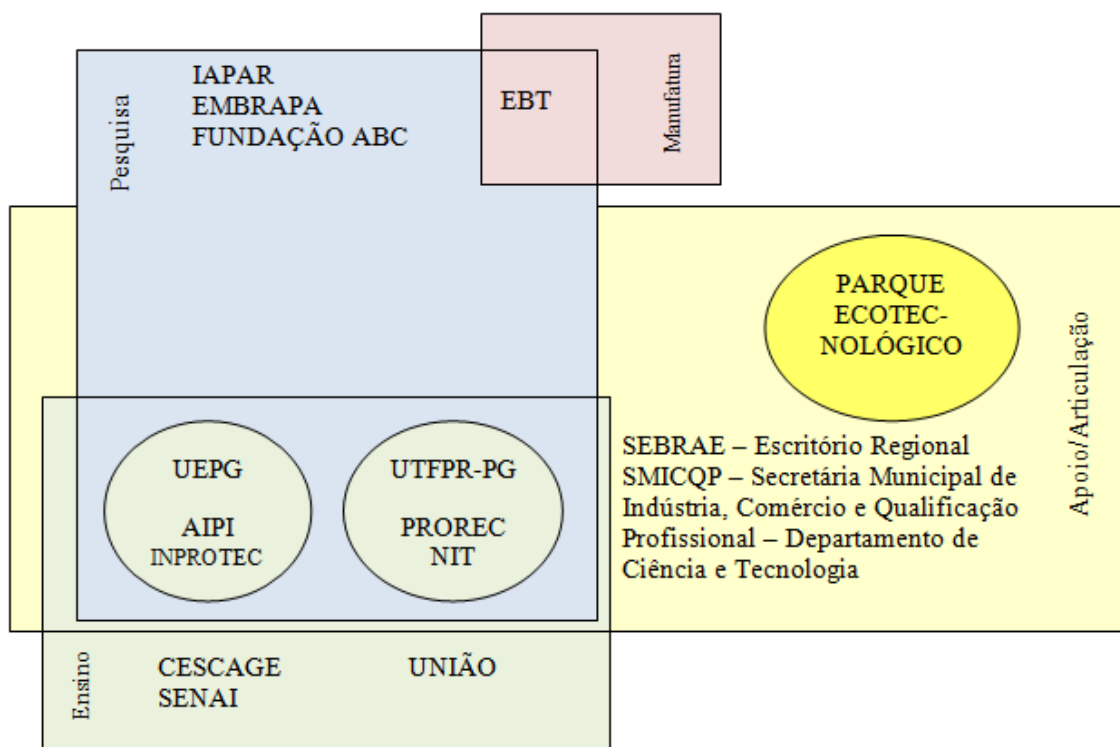 Pesquisa
IAPAR
EMBRAPA
FUNDAÇÃO ABC
EBT
Manufatura
PARQUE
ECOTEC-
NOLÓGICO
Apoio/Articulação
SEBRAE – Escritório Regional
SMICQP – Secretária Municipal de
Indústria, Comércio e Qualificação
Profissional – Departamento de
Ciência e Tecnologia
UEPG
AIPI
INPROTEC
UTFPR-PG
PROREC
NIT
Ensino
CESCAGE
SENAI
UNIÃO